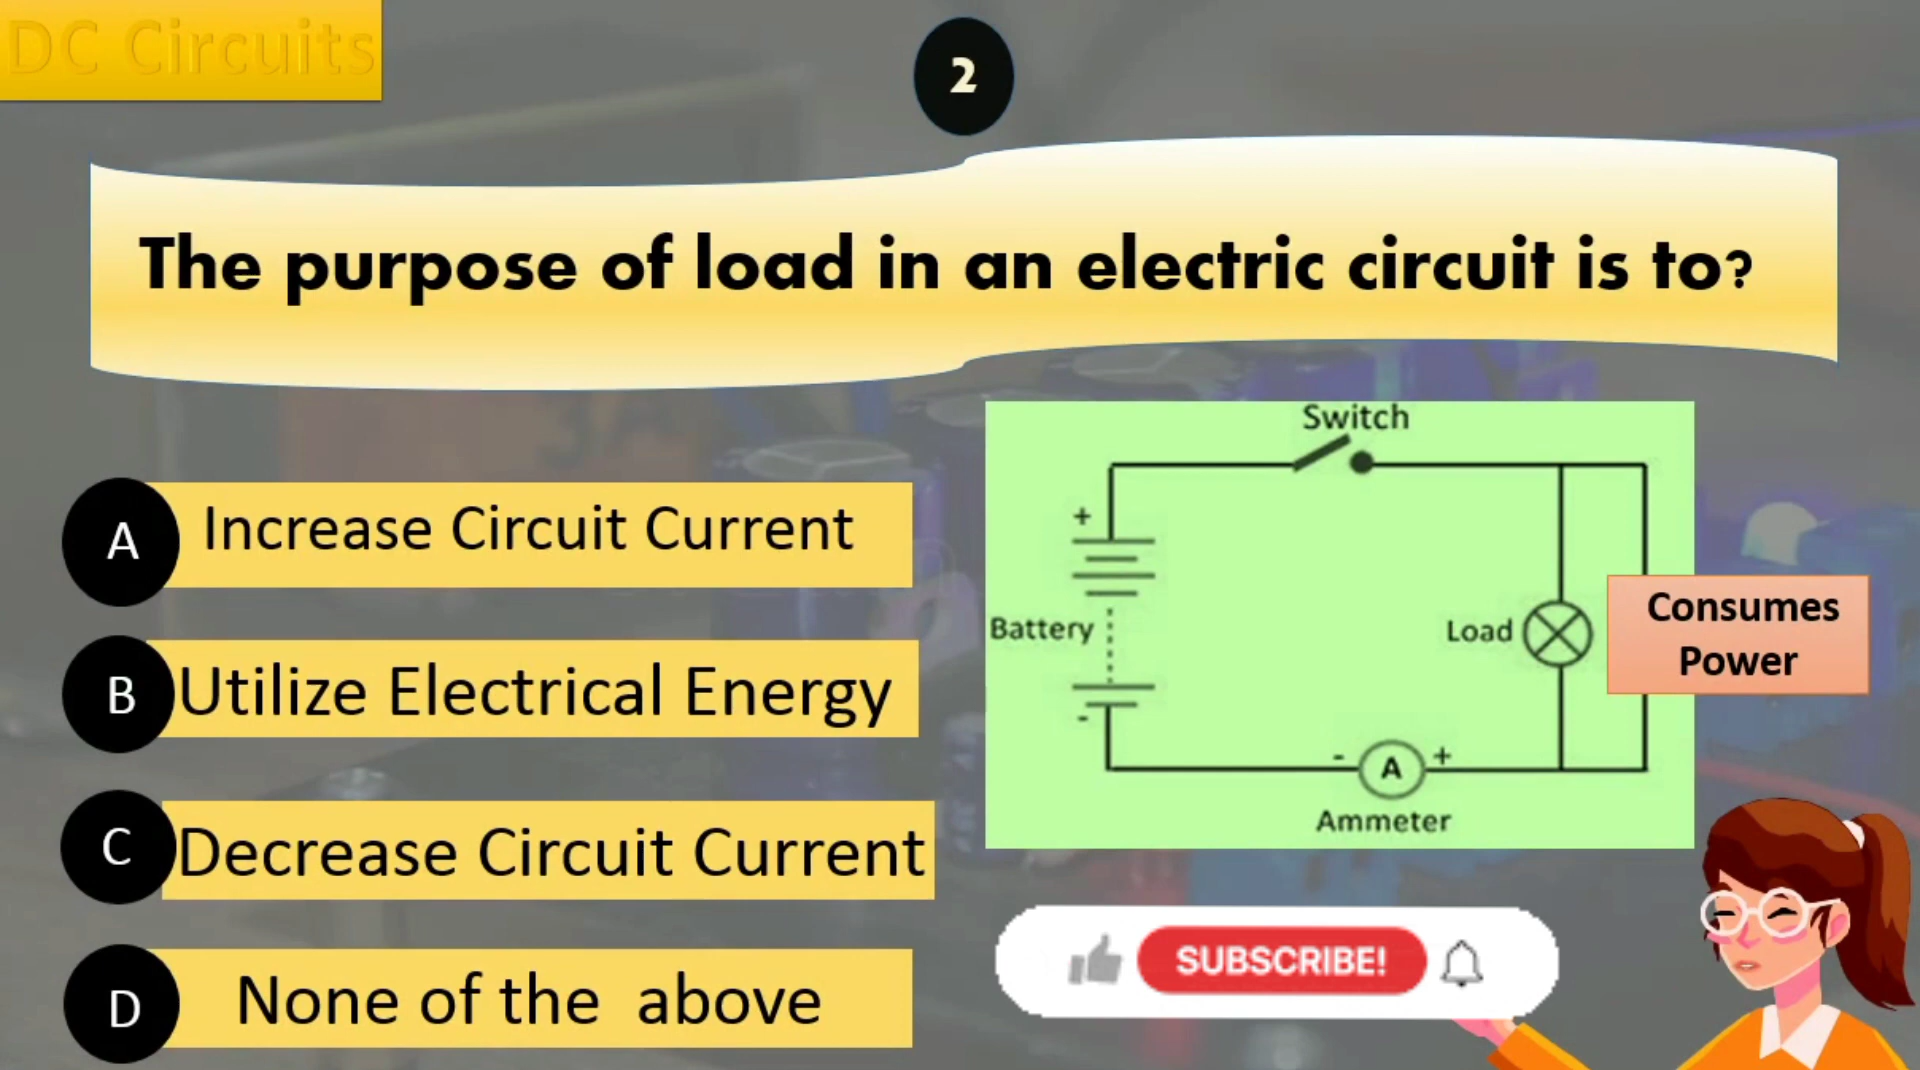 DC Circuits
2
The purpose of load in an electric circuit is to?
A Increase Circuit Current
B Utilize Electrical Energy
C Decrease Circuit Current
D None of the above
Switch
+
Battery
-
Load
Consumes
Power
- A +
Ammeter
SUBSCRIBE!